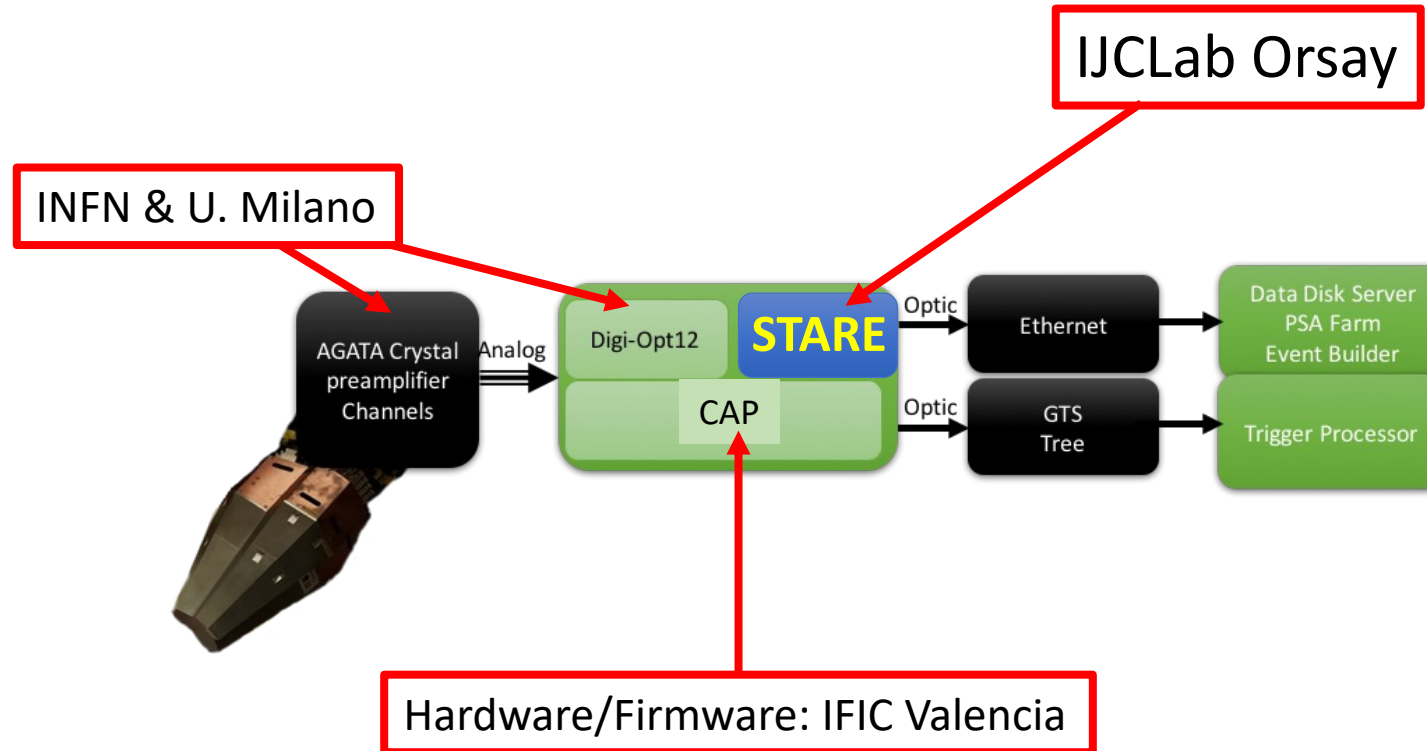 IJCLab Orsay
INFN & U. Milano
AGATA Crystal
preamplifier
Channels
Analog
Digi-Opt12
STARE
CAP
Optic
Optic
Ethernet
GTS
Tree
Data Disk Server
PSA Farm
Event Builder
Trigger Processor
Hardware/Firmware: IFIC Valencia